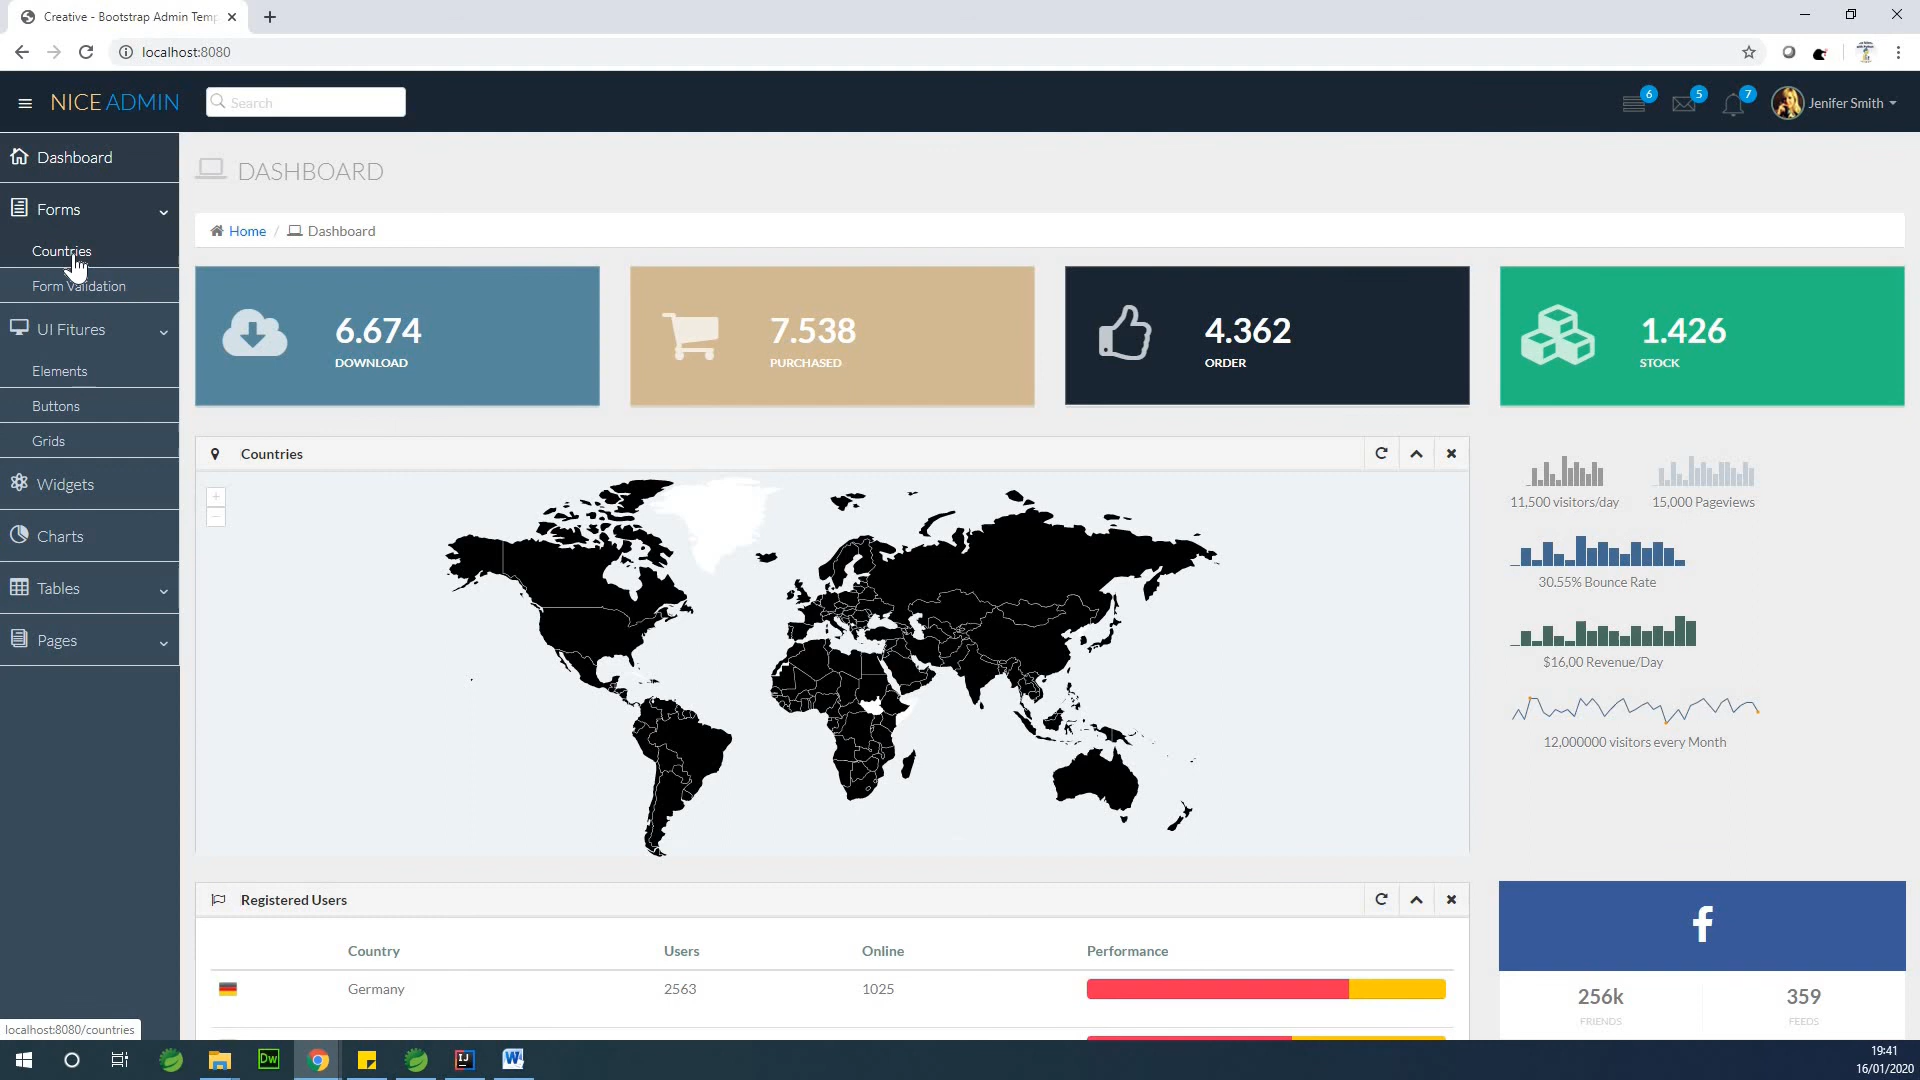 Creative - Bootstrap Admin Temp
localhost:8080
NICE ADMIN
Search
6
5
7
Jenifer Smith
Dashboard
Forms
Countries
Form Validation
UI Fitures
Elements
Buttons
Grids
Widgets
Charts
Tables
Pages
DASHBOARD
Home / Dashboard
6.674
DOWNLOAD
7.538
PURCHASED
4.362
ORDER
1.426
STOCK
Countries
+
−
11,500 visitors/day
15,000 Pageviews
30.55% Bounce Rate
$16,00 Revenue/Day
12,000000 visitors every Month
Registered Users
Country Users Online Performance
Germany 2563 1025
256k
FRIENDS
359
FEEDS
localhost:8080/countries
Dw
IJ
W
19:41
16/01/2020